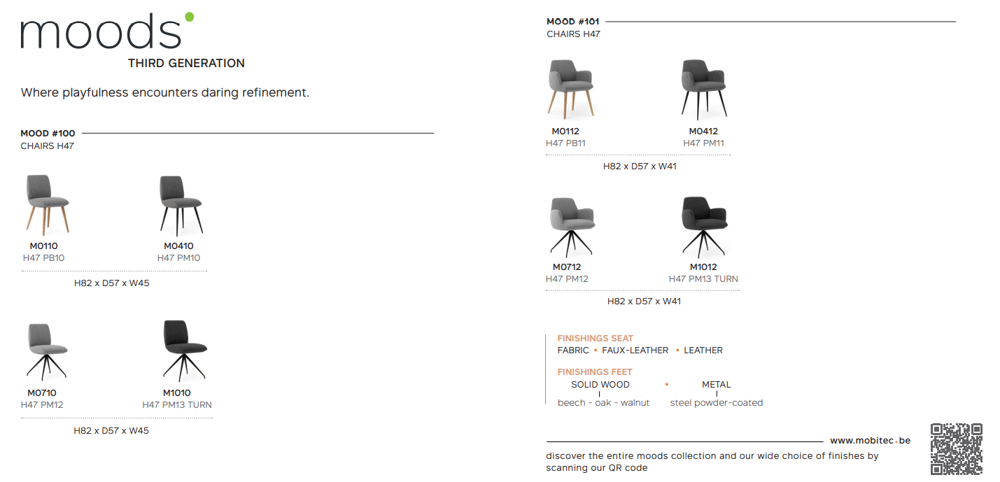 moods
THIRD GENERATION
Where playfulness encounters daring refinement.
MOOD #100
CHAIRS H47
M0110
H47 PB10
M0410
H47 PM10
H82 x D57 x W45
M0710
H47 PM12
M1010
H47 PM13 TURN
H82 x D57 x W45
MOOD #101
CHAIRS H47
M0112
H47 PB11
M0412
H47 PM11
H82 x D57 x W41
M0712
H47 PM12
M1012
H47 PM13 TURN
H82 x D57 x W41
FINISHINGS SEAT
FABRIC • FAUX-LEATHER • LEATHER
FINISHINGS FEET
SOLID WOOD • METAL
beech - oak - walnut
steel powder-coated
www.mobitec.be
discover the entire moods collection and our wide choice of finishes by
scanning our QR code